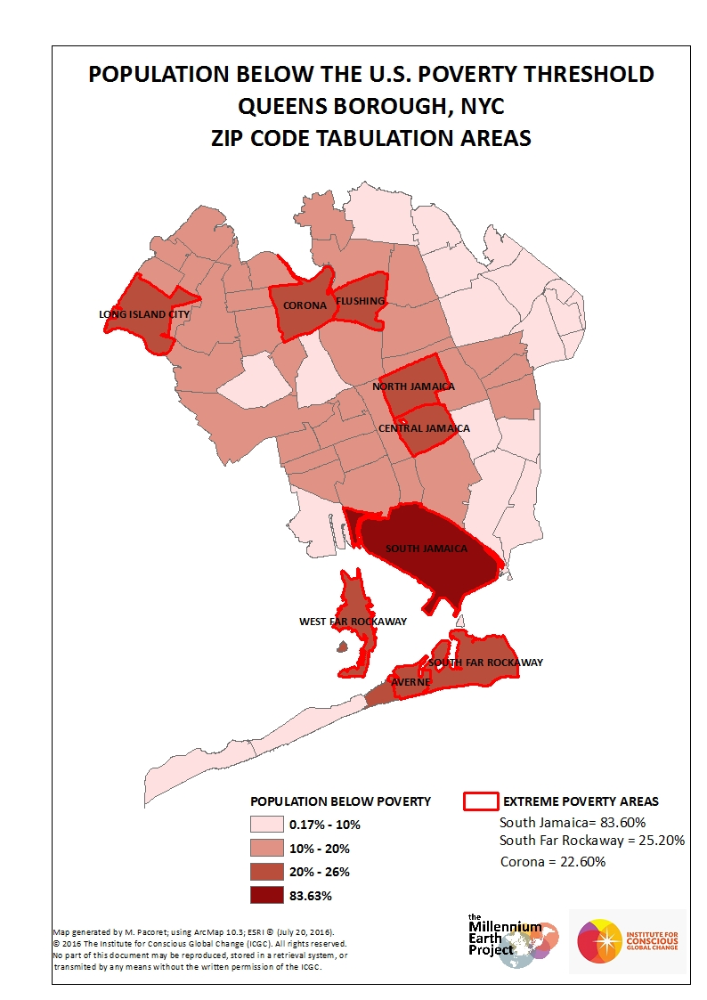 POPULATION BELOW THE U.S. POVERTY THRESHOLD
QUEENS BOROUGH, NYC
ZIP CODE TABULATION AREAS
LONG ISLAND CITY
CORONA
FLUSHING
NORTH JAMAICA
CENTRAL JAMAICA
SOUTH JAMAICA
WEST FAR ROCKAWAY
SOUTH FAR ROCKAWAY
AVERNE
POPULATION BELOW POVERTY
0.17% - 10%
10% - 20%
20% - 26%
83.63%
EXTREME POVERTY AREAS
South Jamaica= 83.60%
South Far Rockaway = 25.20%
Corona = 22.60%
Map generated by M. Pacoret; using ArcMap 10.3; ESRI © (July 20, 2016).
© 2016 The Institute for Conscious Global Change (ICGC). All rights reserved.
No part of this document may be reproduced, stored in a retrieval system, or
transmited by any means without the written permission of the ICGC.
the
Millennium
Earth
Project
INSTITUTE FOR
CONSCIOUS
GLOBAL CHANGE